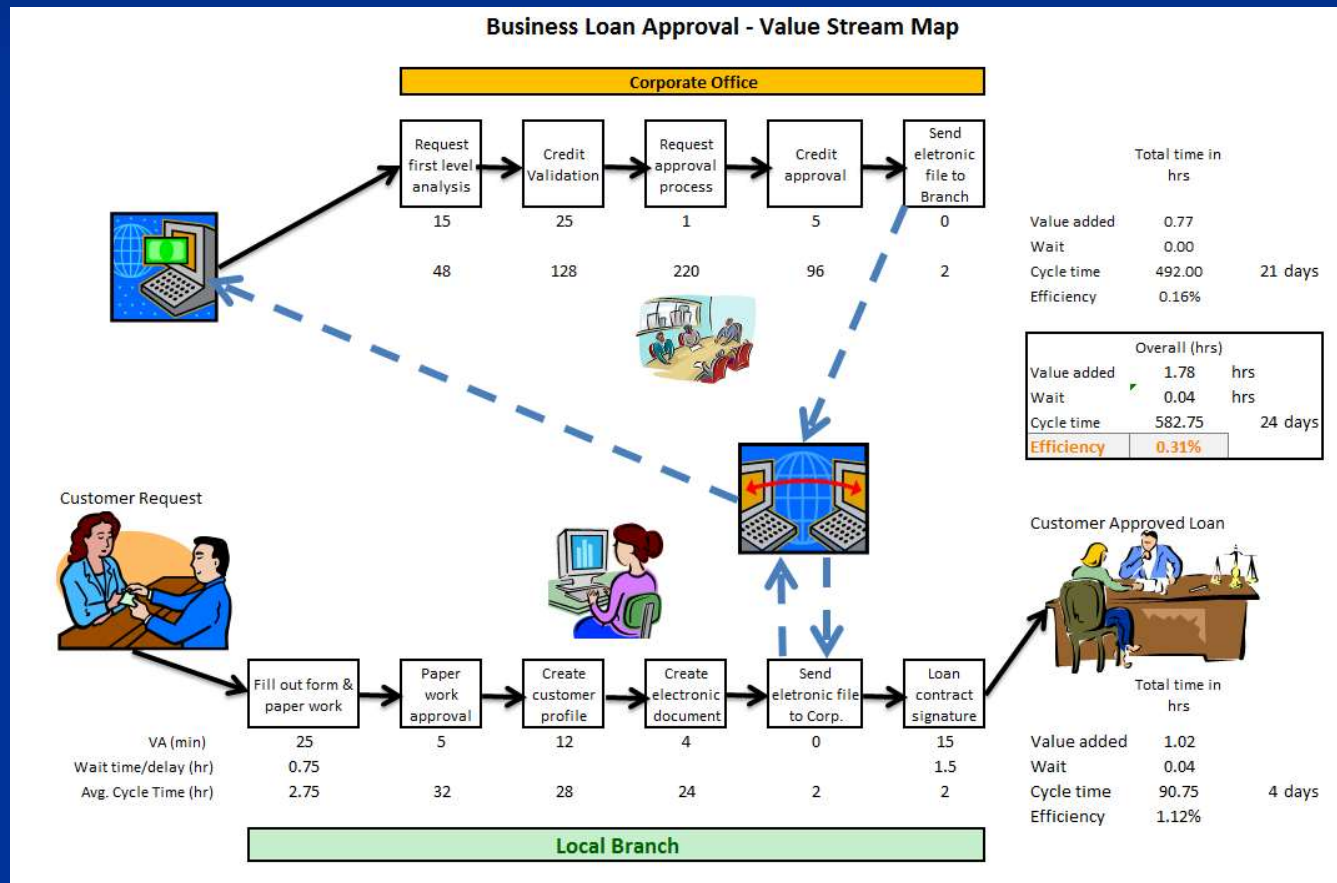 Business Loan Approval - Value Stream Map
Corporate Office
Request first level analysis
Credit Validation
Request approval process
Credit approval
Send eletronic file to Branch
15 25 1 5 0
48 128 220 96 2
Total time in hrs
Value added 0.77
Wait 0.00
Cycle time 492.00 21 days
Efficiency 0.16%
Overall (hrs)
Value added 1.78 hrs
Wait 0.04 hrs
Cycle time 582.75 24 days
Efficiency 0.31%
Customer Request
Customer Approved Loan
Fill out form & paper work
Paper work approval
Create customer profile
Create electronic document
Send eletronic file to Corp.
Loan contract signature
VA (min) 25 5 12 4 0 15
Wait time/delay (hr) 0.75 1.5
Avg. Cycle Time (hr) 2.75 32 28 24 2 2
Total time in hrs
Value added 1.02
Wait 0.04
Cycle time 90.75 4 days
Efficiency 1.12%
Local Branch